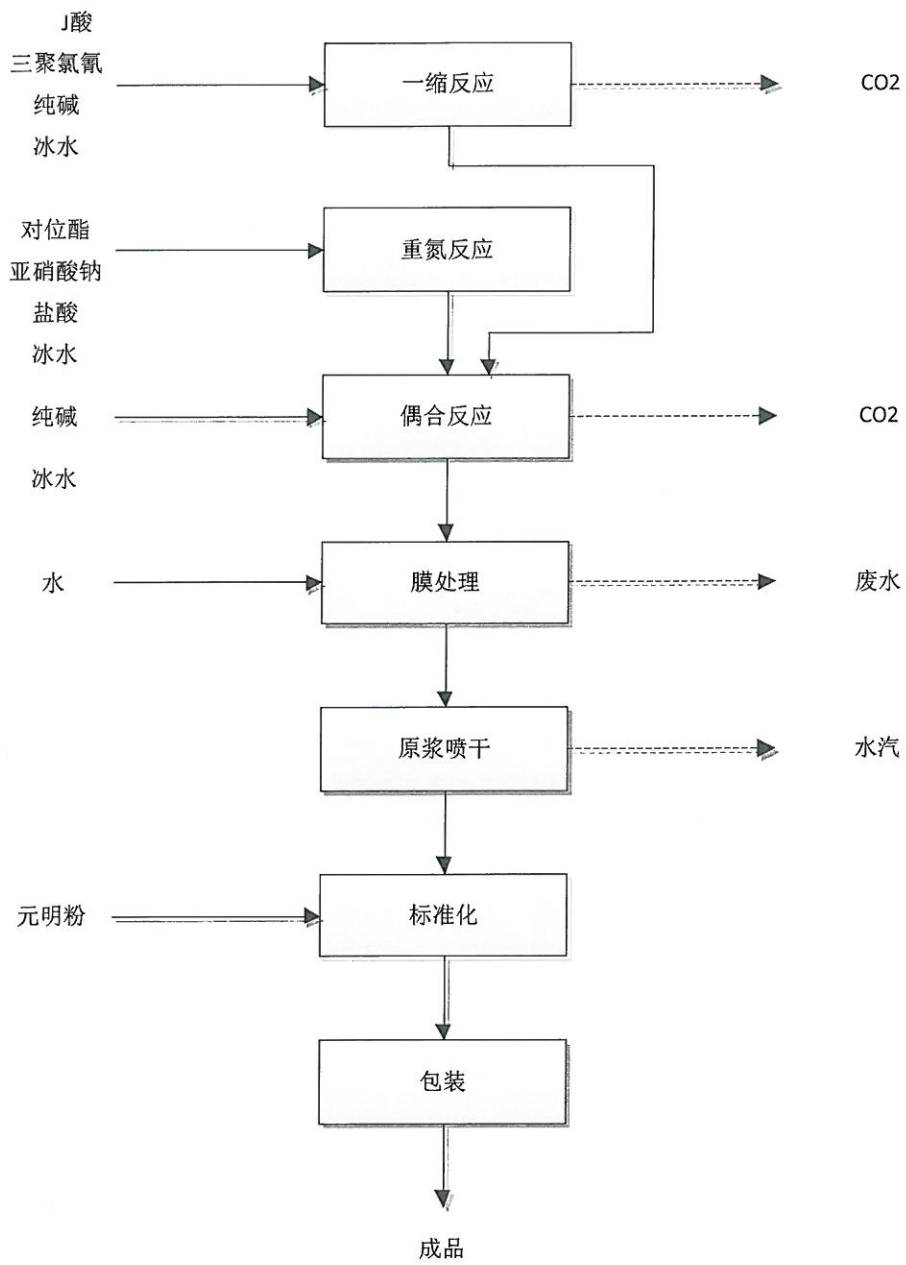 J酸
三聚氯氰
纯碱
冰水
一缩反应
CO2
对位酯
亚硝酸钠
盐酸
冰水
重氮反应
纯碱
冰水
偶合反应
CO2
水
膜处理
废水
原浆喷干
水汽
元明粉
标准化
包装
成品